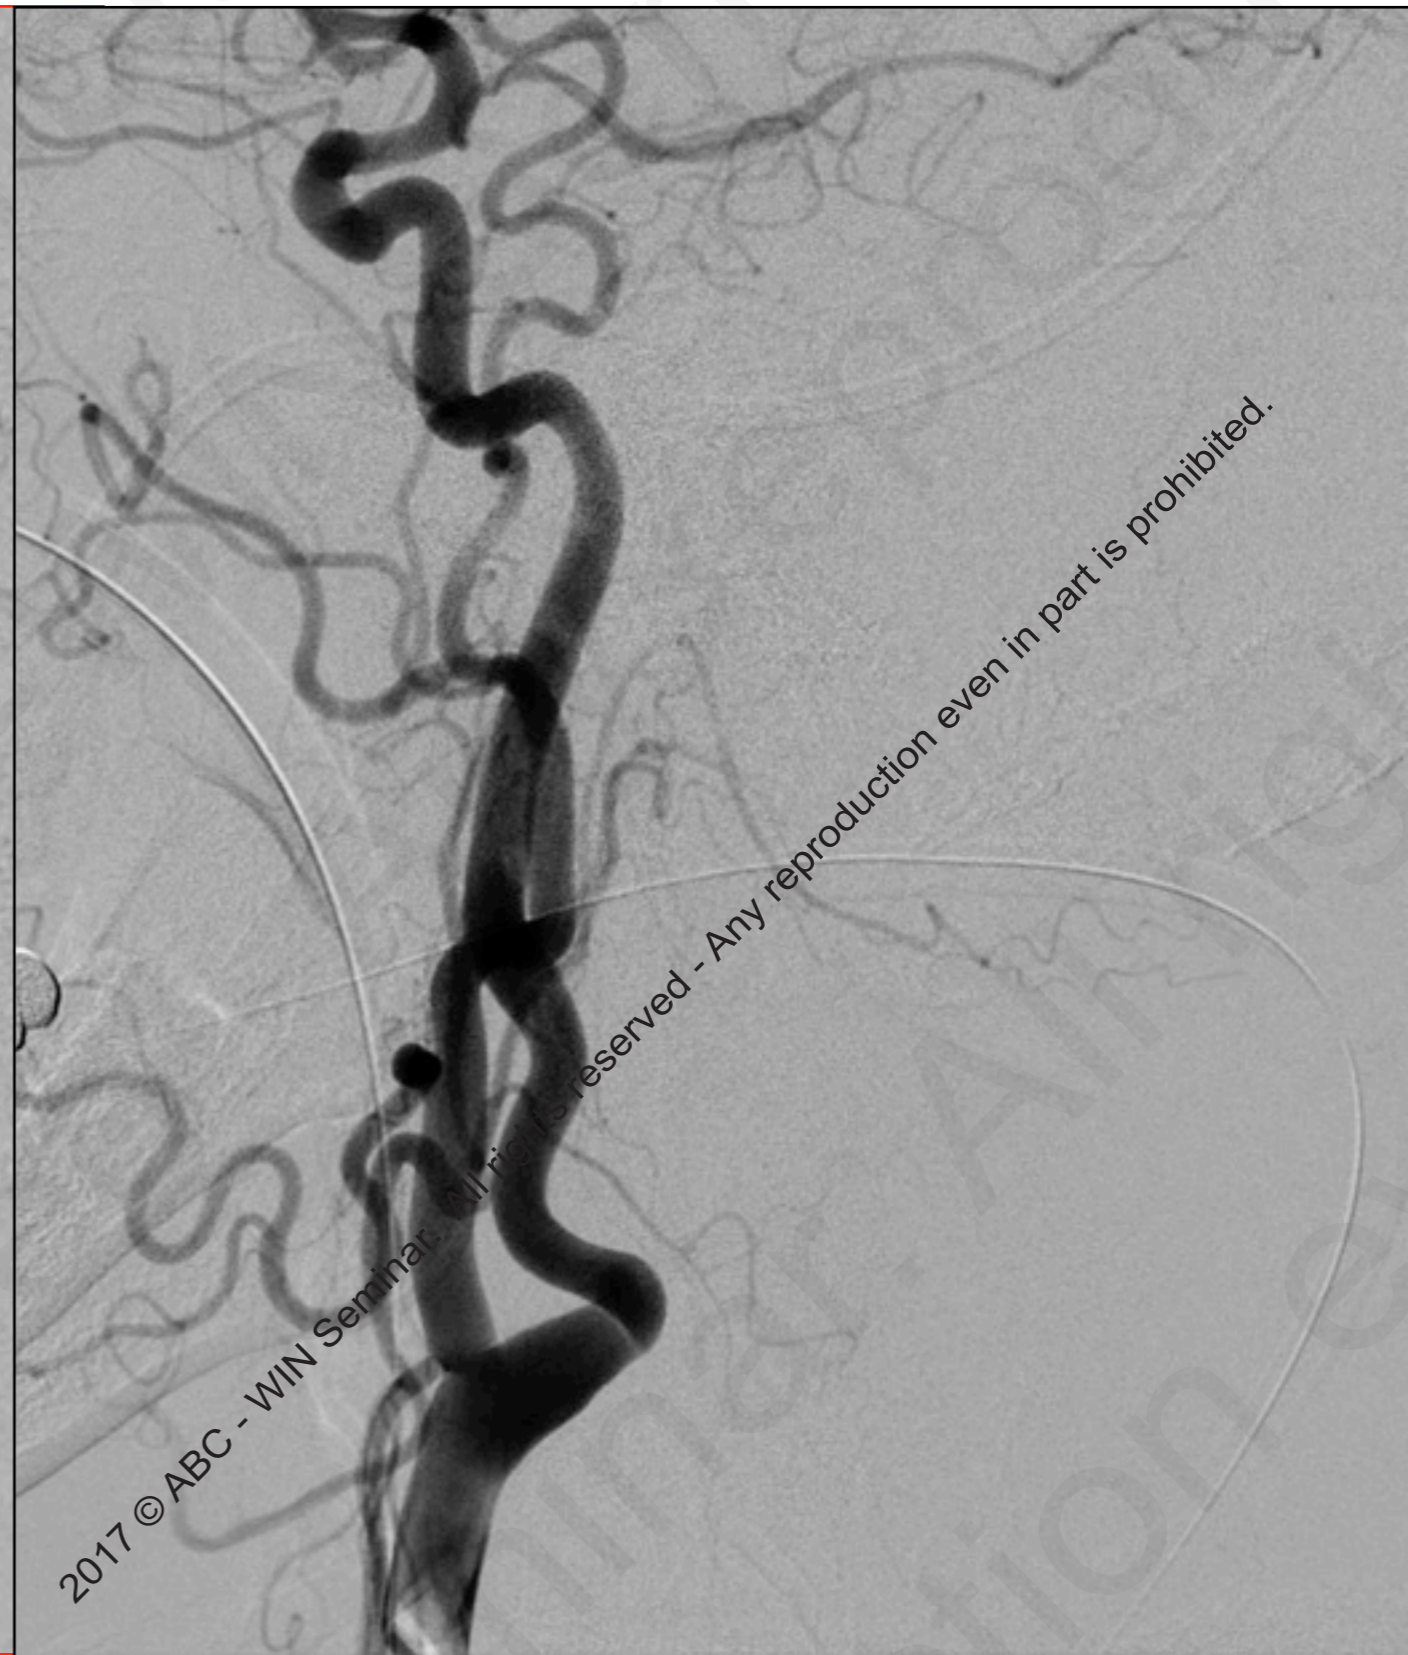 2017 © ABC - WIN Seminar. All rights reserved - Any reproduction even in part is prohibited.